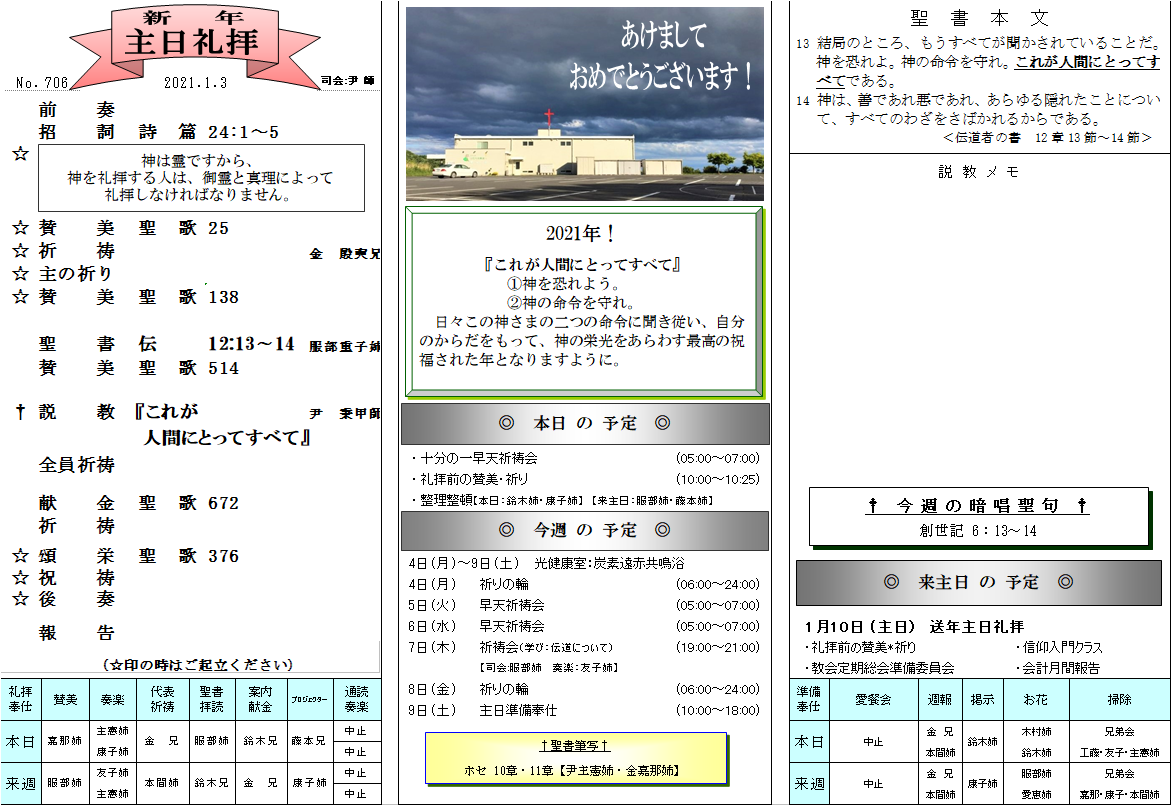 新　年
主日礼拝
No. 706
2021.1.3
司会:尹 師
前　奏
招　詞　詩　篇　24:1～5
☆
神は霊ですから、
神を礼拝する人は、御霊と真理によって
礼拝しなければなりません。
☆ 賛　美　聖　歌　25
☆ 祈　祷
金　殷爽兄
☆ 主の祈り
☆ 賛　美　聖　歌　138
聖　書　伝　12:13～14　服部重子姉
賛　美　聖　歌　514
† 説　教　『これが
尹　秉甲師
人間にとってすべて』
全員祈祷
献　金　聖　歌　672
祈　祷
☆ 頌　栄　聖　歌　376
☆ 祝　祷
☆ 後　奏
報　告
(☆印の時はご起立ください)
礼拝奉仕　賛美　奏楽　代表祈祷　聖書拝読　案内献金　プロジェクター　通読奏楽
本日　嘉那姉　主憲姉 康子姉　金　兄　服部姉　鈴木兄　藤本兄　中止 中止
来週　服部姉　友子姉 主憲姉　本間姉　鈴木兄　金　兄　康子姉　中止 中止
あけまして
おめでとうございます！
2021年！
『これが人間にとってすべて』
①神を恐れよう。
②神の命令を守れ。
日々この神さまの二つの命令に聞き従い、自分
のからだをもって、神の栄光をあらわす最高の祝
福された年となりますように。
◎　本日 の 予定　◎
・十分の一早天祈祷会　(05:00～07:00)
・礼拝前の賛美・祈り　(10:00～10:25)
・整理整頓【本日：鈴木姉・康子姉】【来主日：服部姉・藤本姉】
◎　今週 の 予定　◎
4日(月)～9日(土)　光健康室：炭素遠赤共鳴浴
4日(月)　祈りの輪　(06:00～24:00)
5日(火)　早天祈祷会　(05:00～07:00)
6日(水)　早天祈祷会　(05:00～07:00)
7日(木)　祈祷会(学び：伝道について)　(19:00～21:00)
【司会:服部姉　奏楽：友子姉】
8日(金)　祈りの輪　(06:00～24:00)
9日(土)　主日準備奉仕　(10:00～18:00)
†聖書筆写†
ホセ 10章・11章【尹主憲姉・金嘉那姉】
聖 書 本 文
13 結局のところ、もうすべてが聞かされていることだ。
神を恐れよ。神の命令を守れ。これが人間にとってす
べてである。
14 神は、善であれ悪であれ、あらゆる隠れたことについ
て、すべてのわざをさばかれるからである。
＜伝道者の書　12章13節～14節＞
説 教 メ モ
† 今 週 の 暗 唱 聖 句 †
創世記 6：13～14
◎　来主日 の 予定　◎
1月10日(主日)　送年主日礼拝
・礼拝前の賛美*祈り　・信仰入門クラス
・教会定期総会準備委員会　・会計月間報告
準備奉仕　愛餐会　週報　掲示　お花　掃除
本日　中止　金　兄 本間姉　鈴木姉　木村姉 鈴木姉　兄弟会 工藤・友子・主憲姉
来週　中止　金　兄 本間姉　康子姉　服部姉 愛恵姉　兄弟会 嘉那・康子・本間姉